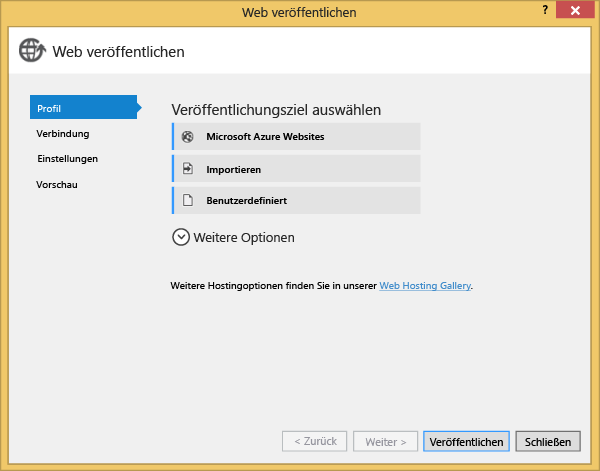 Web veröffentlichen
?
Web veröffentlichen
Profil
Verbindung
Einstellungen
Vorschau
Veröffentlichungsziel auswählen
Microsoft Azure Websites
Importieren
Benutzerdefiniert
Weitere Optionen
Weitere Hostingoptionen finden Sie in unserer Web Hosting Gallery.
< Zurück
Weiter >
Veröffentlichen
Schließen